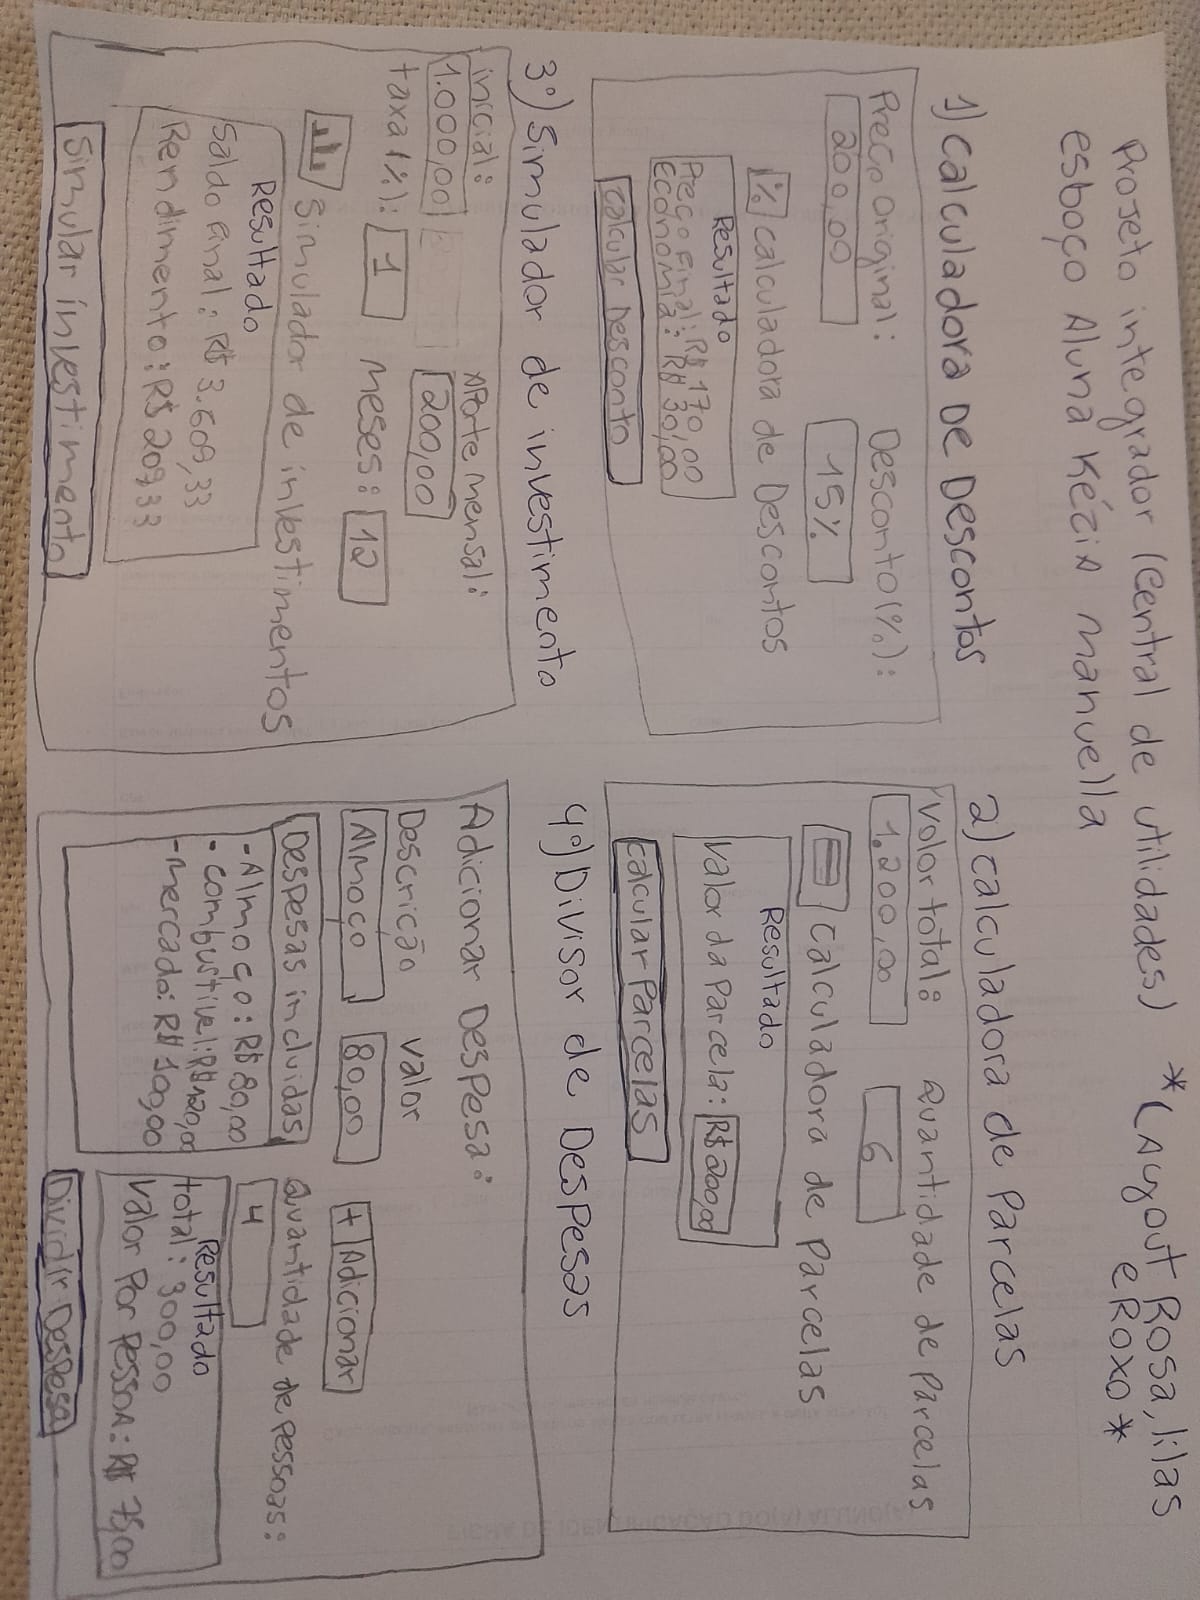 Projeto integrador (Central de utilidades) *(Layout Rosa, lilas
e Roxo*
esboço Aluna Kézia manuella
1) Calculadora De Descontos
Preço Original: Desconto (%):
200,00 15%
% Calculadora de Descontos
Resultado
Preço Final: R$ 170,00
Economia: R$ 30,00
Calcular Desconto
2) Calculadora de Parcelas
Valor total: Quantidade de Parcelas
1.200,00 6
Calculadora de Parcelas
Resultado
Valor da Parcela: R$ 200,00
Calcular Parcelas
3º) Simulador de investimento
inicial: Aporte mensal:
1.000,00 200,00
taxa (%): 1 meses: 12
Simulador de investimentos
Resultado
Saldo final: R$ 3.609,33
Rendimento: R$ 209,33
Simular investimento
4º) Divisor de Despesas
Adicionar Despesa:
Descrição valor
Almoço 80,00 + Adicionar
Despesas incluidas
- Almoço: R$ 80,00
- Combustivel: R$ 120,00
- mercado: R$ 100,00
Quantidade de pessoas:
4
Resultado
total: 300,00
Valor Por Pessoa: R$ 75,00
Dividir Despesa